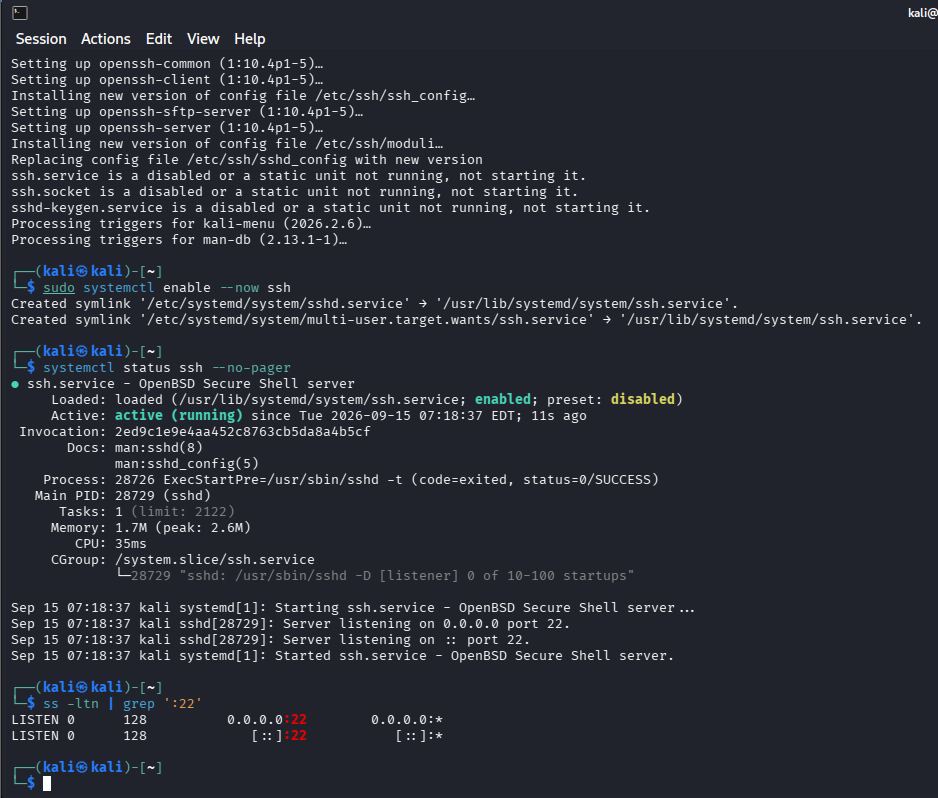 kali@
Session Actions Edit View Help
Setting up openssh-common (1:10.4p1-5)…
Setting up openssh-client (1:10.4p1-5)…
Installing new version of config file /etc/ssh/ssh_config…
Setting up openssh-sftp-server (1:10.4p1-5)…
Setting up openssh-server (1:10.4p1-5)…
Installing new version of config file /etc/ssh/moduli…
Replacing config file /etc/ssh/sshd_config with new version
ssh.service is a disabled or a static unit not running, not starting it.
ssh.socket is a disabled or a static unit not running, not starting it.
sshd-keygen.service is a disabled or a static unit not running, not starting it.
Processing triggers for kali-menu (2026.2.6)…
Processing triggers for man-db (2.13.1-1)…
┌──(kali㉿kali)-[~]
└─$ sudo systemctl enable --now ssh
Created symlink '/etc/systemd/system/sshd.service' → '/usr/lib/systemd/system/ssh.service'.
Created symlink '/etc/systemd/system/multi-user.target.wants/ssh.service' → '/usr/lib/systemd/system/ssh.service'.
┌──(kali㉿kali)-[~]
└─$ systemctl status ssh --no-pager
● ssh.service - OpenBSD Secure Shell server
Loaded: loaded (/usr/lib/systemd/system/ssh.service; enabled; preset: disabled)
Active: active (running) since Tue 2026-09-15 07:18:37 EDT; 11s ago
Invocation: 2ed9c1e9e4aa452c8763cb5da8a4b5cf
Docs: man:sshd(8)
man:sshd_config(5)
Process: 28726 ExecStartPre=/usr/sbin/sshd -t (code=exited, status=0/SUCCESS)
Main PID: 28729 (sshd)
Tasks: 1 (limit: 2122)
Memory: 1.7M (peak: 2.6M)
CPU: 35ms
CGroup: /system.slice/ssh.service
└─28729 "sshd: /usr/sbin/sshd -D [listener] 0 of 10-100 startups"
Sep 15 07:18:37 kali systemd[1]: Starting ssh.service - OpenBSD Secure Shell server...
Sep 15 07:18:37 kali sshd[28729]: Server listening on 0.0.0.0 port 22.
Sep 15 07:18:37 kali sshd[28729]: Server listening on :: port 22.
Sep 15 07:18:37 kali systemd[1]: Started ssh.service - OpenBSD Secure Shell server.
┌──(kali㉿kali)-[~]
└─$ ss -ltn | grep ':22'
LISTEN 0 128 0.0.0.0:22 0.0.0.0:*
LISTEN 0 128 [::]:22 [::]:*
┌──(kali㉿kali)-[~]
└─$